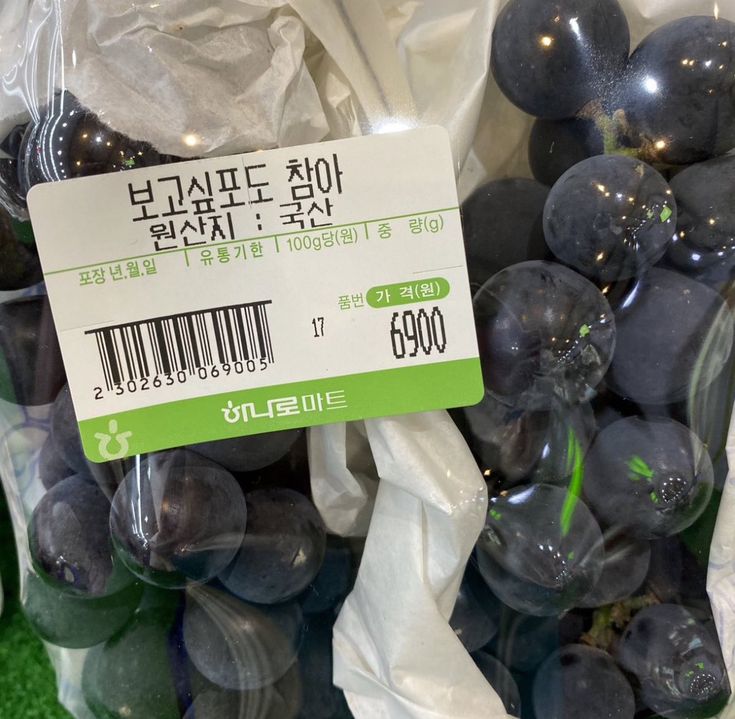 보고싶포도 참아
원산지 : 국산
포장년.월.일 유통기한 100g당(원) 중 량(g)
품번 가 격(원)
17 6900
2 302630 069005
하나로마트